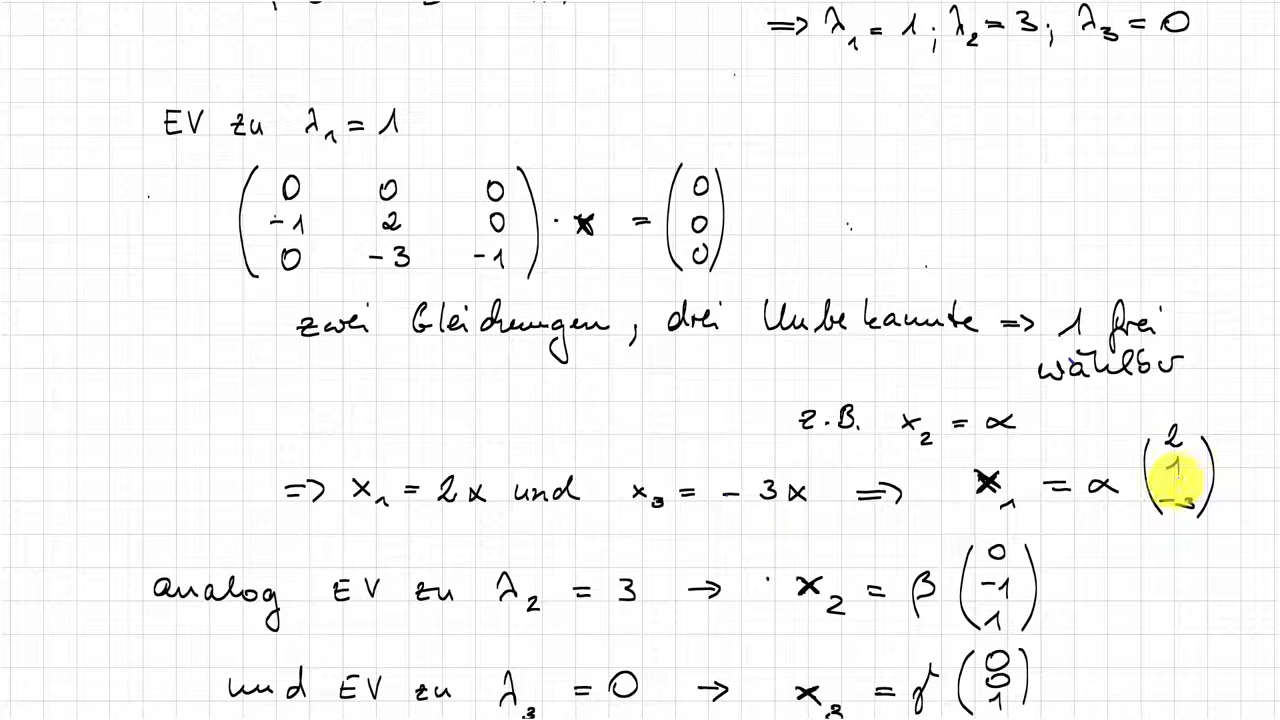 => λ₁ = 1 ; λ₂ = 3 ; λ₃ = 0
EV zu λ₁ = 1
( 0 0 0 ) ( 0 )
( -1 2 0 ) · x = ( 0 )
( 0 -3 -1 ) ( 0 )
zwei Gleichungen, drei Unbekannte => 1 frei
wählbar
z.B. x₂ = α
=> x₁ = 2α und x₃ = -3α => x₁ = α ( 2 1 -3 )
analog EV zu λ₂ = 3 → x₂ = β ( 0 -1 1 )
und EV zu λ₃ = 0 → x₃ = γ ( 0 0 1 )